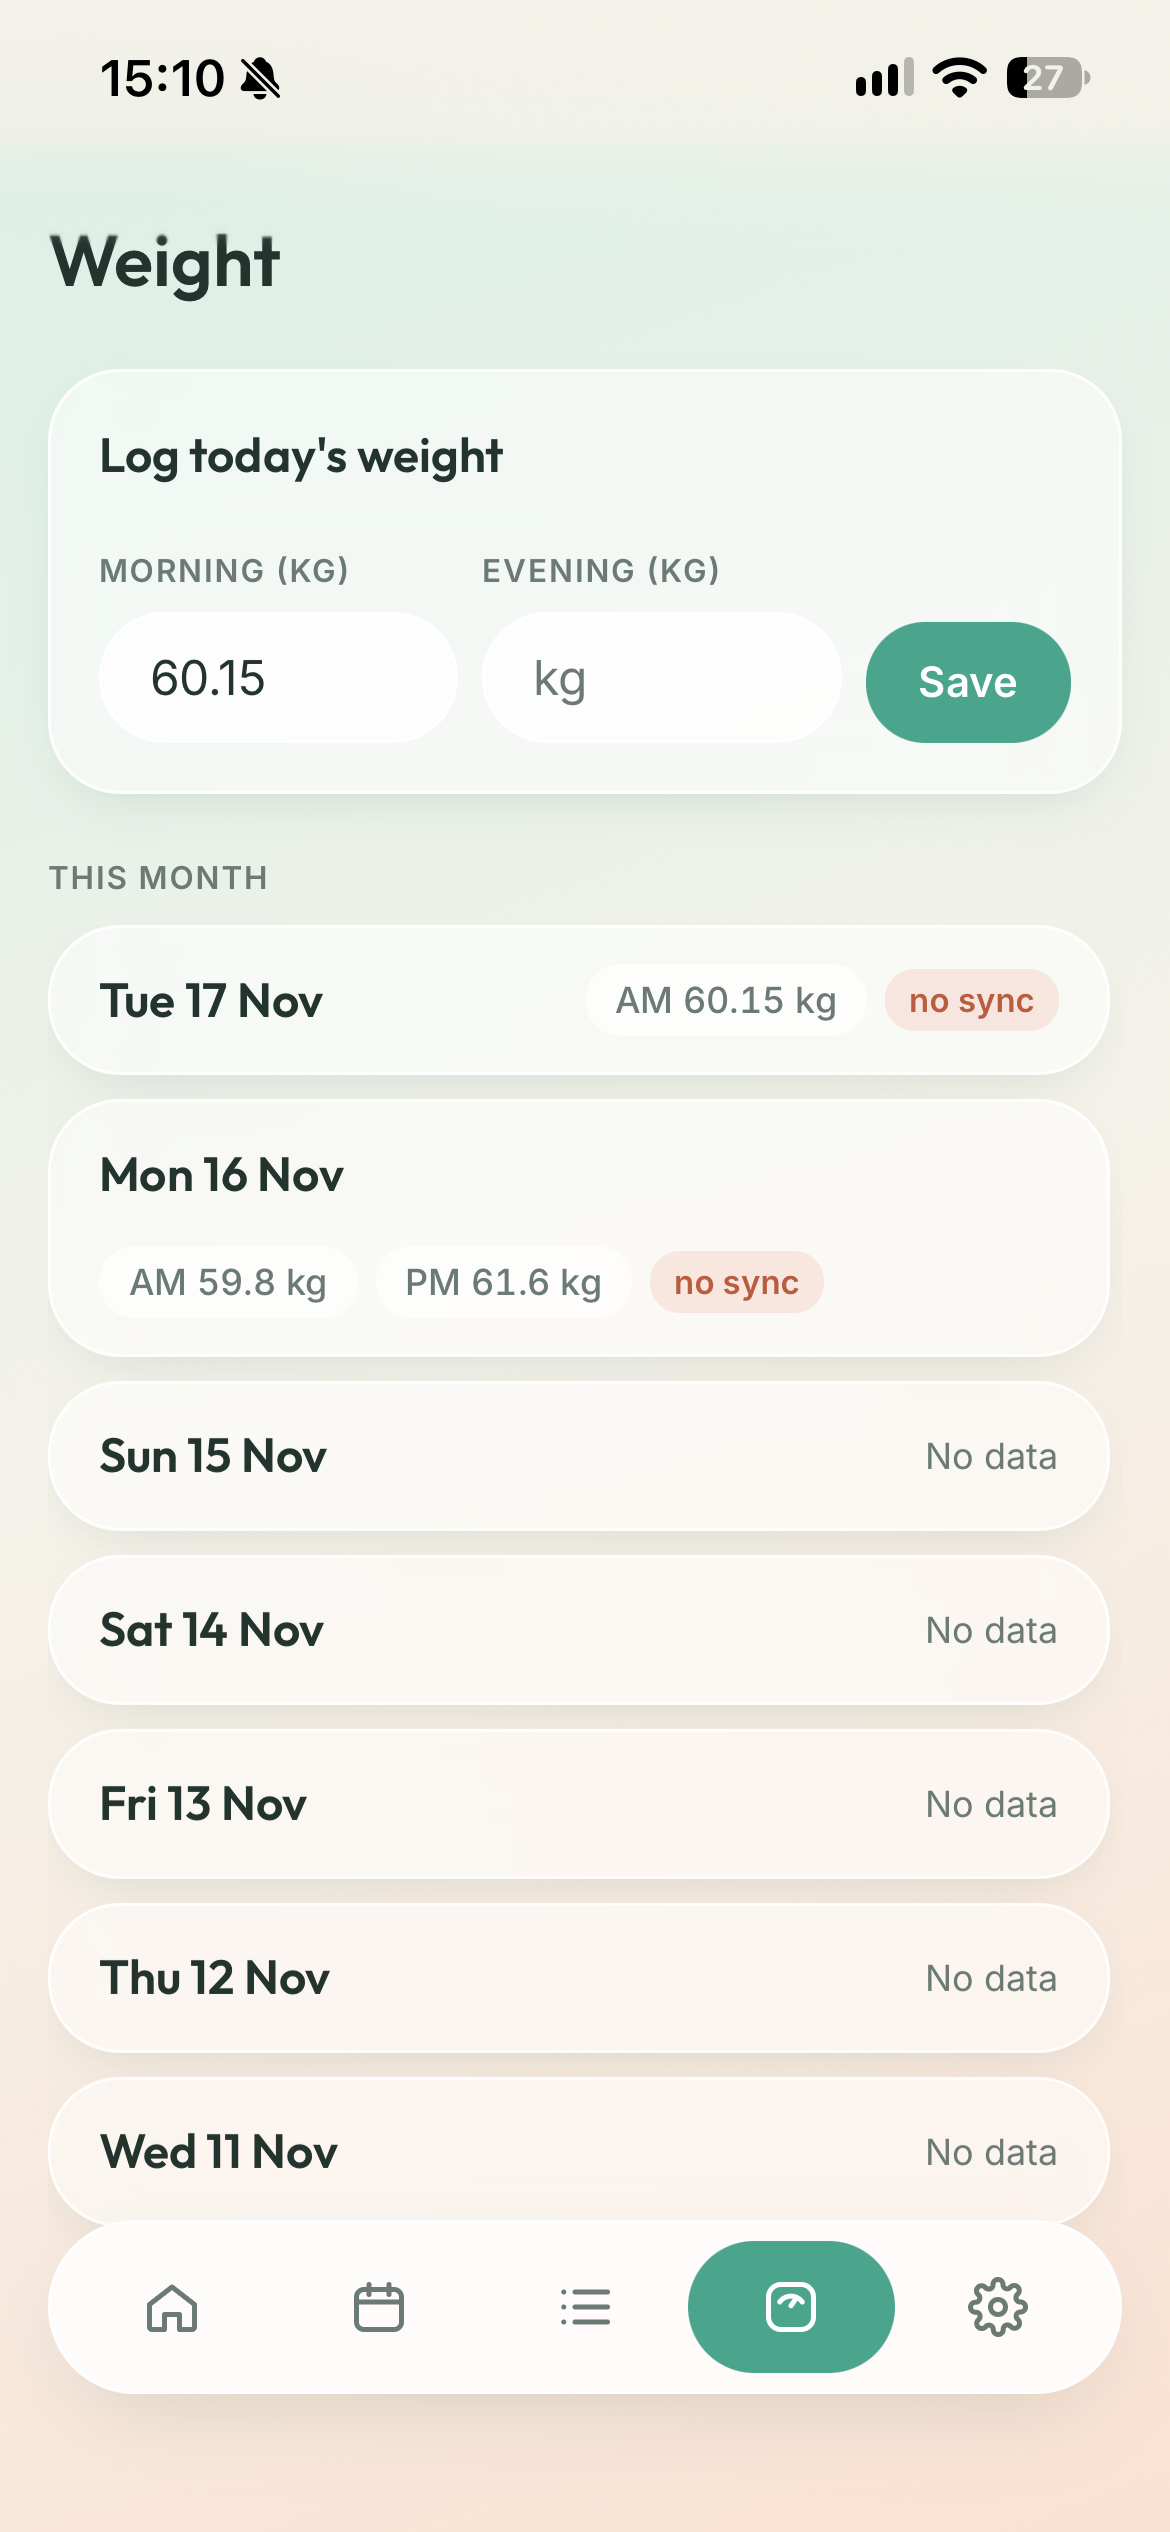 15:10
27
Weight
Log today's weight
MORNING (KG) EVENING (KG)
60.15 kg Save
THIS MONTH
Tue 17 Nov AM 60.15 kg no sync
Mon 16 Nov
AM 59.8 kg PM 61.6 kg no sync
Sun 15 Nov No data
Sat 14 Nov No data
Fri 13 Nov No data
Thu 12 Nov No data
Wed 11 Nov No data